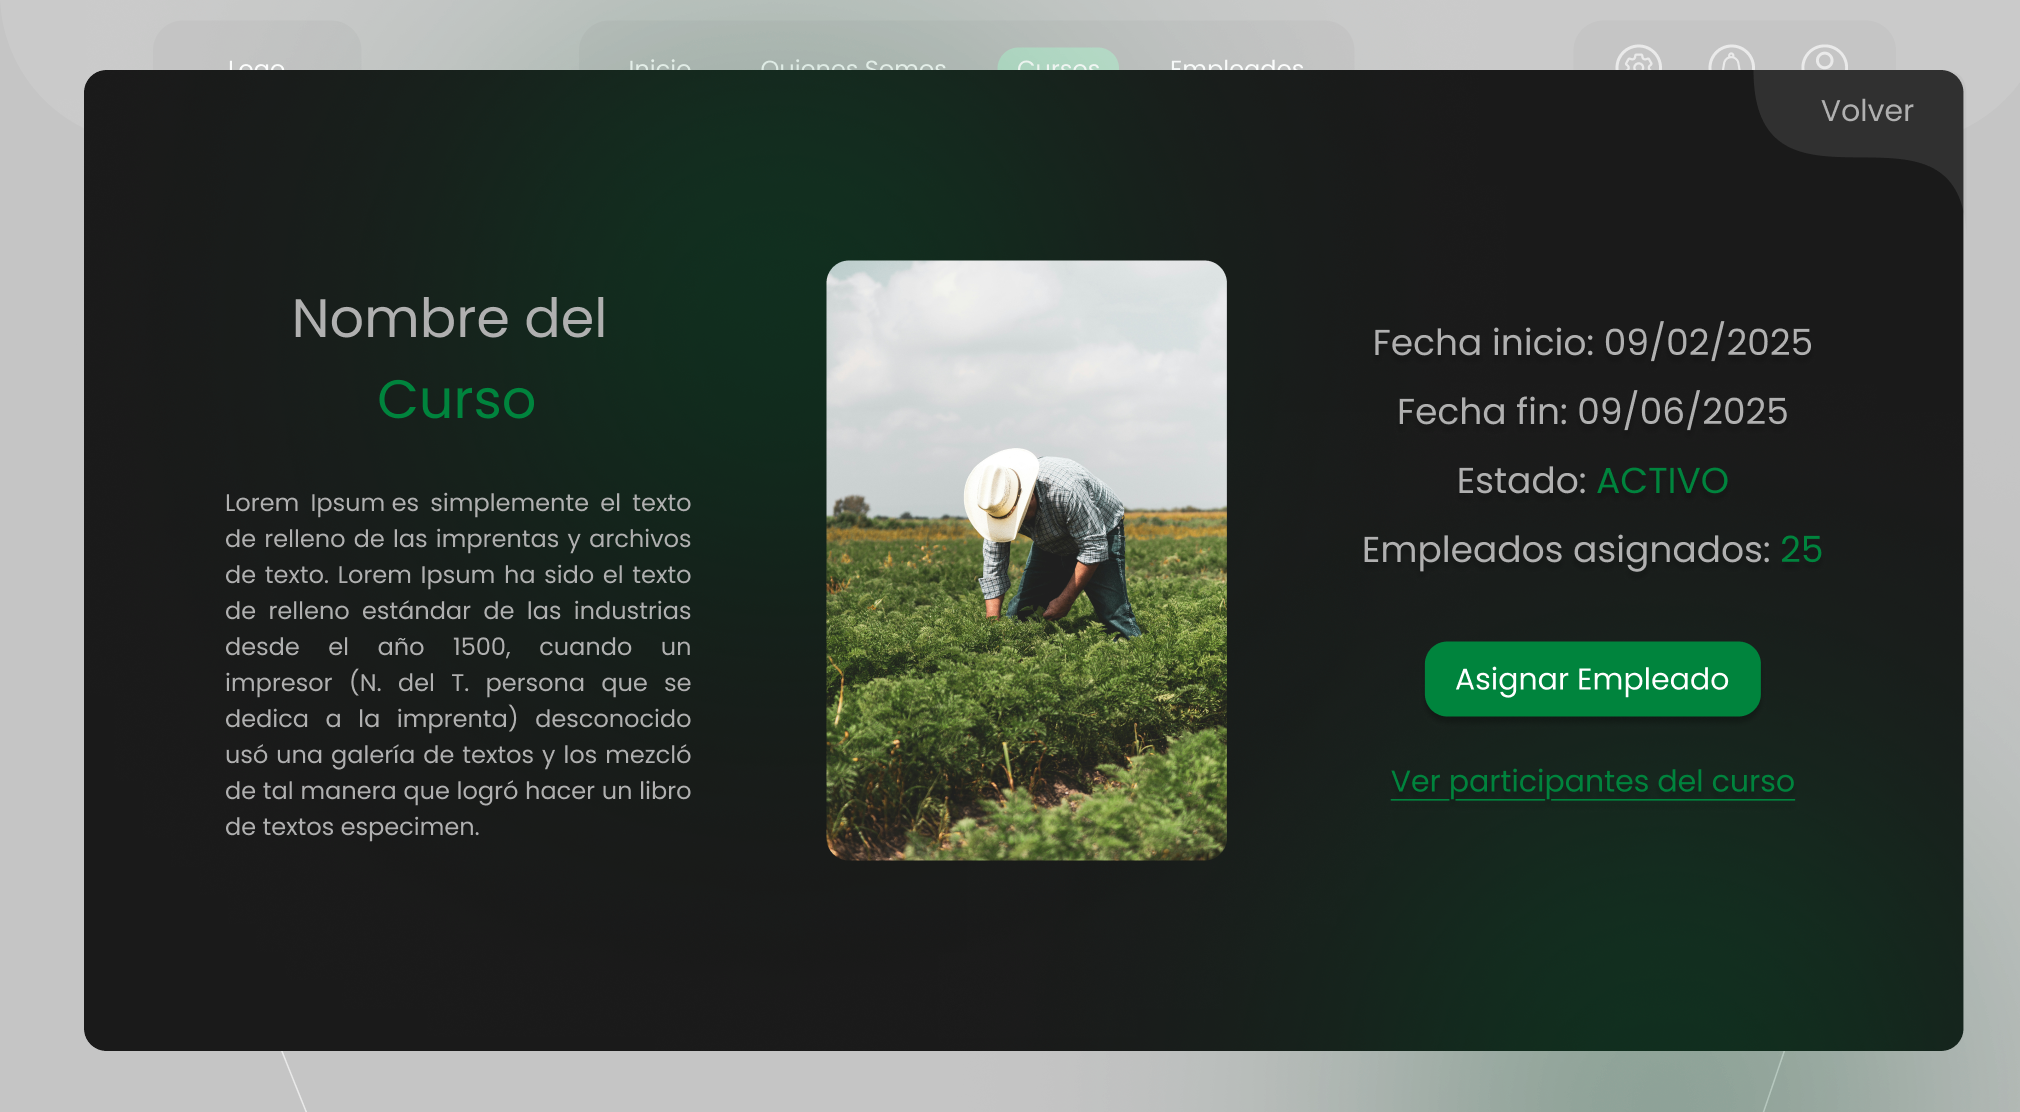 Logo
Inicio
Quienes Somos
Cursos
Empleados
Volver
Nombre del
Curso
Lorem Ipsum es simplemente el texto
de relleno de las imprentas y archivos
de texto. Lorem Ipsum ha sido el texto
de relleno estándar de las industrias
desde el año 1500, cuando un
impresor (N. del T. persona que se
dedica a la imprenta) desconocido
usó una galería de textos y los mezcló
de tal manera que logró hacer un libro
de textos especimen.
Fecha inicio: 09/02/2025
Fecha fin: 09/06/2025
Estado: ACTIVO
Empleados asignados: 25
Asignar Empleado
Ver participantes del curso